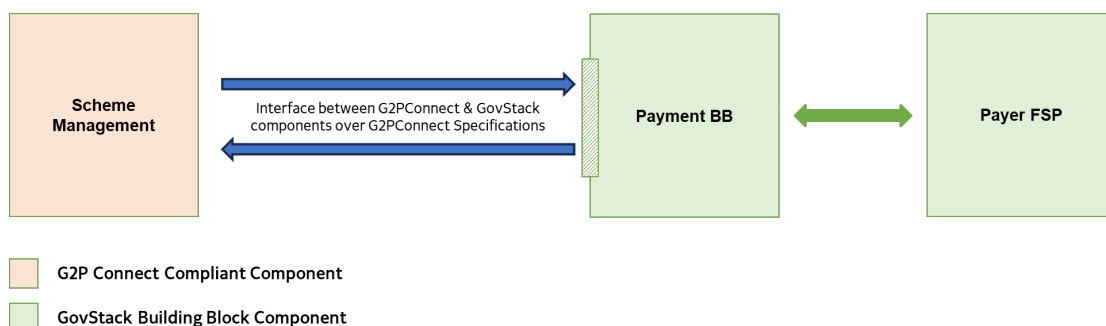 Scheme
Management
Interface between G2PConnect & GovStack
components over G2PConnect Specifications
Payment BB
Payer FSP
G2P Connect Compliant Component
GovStack Building Block Component